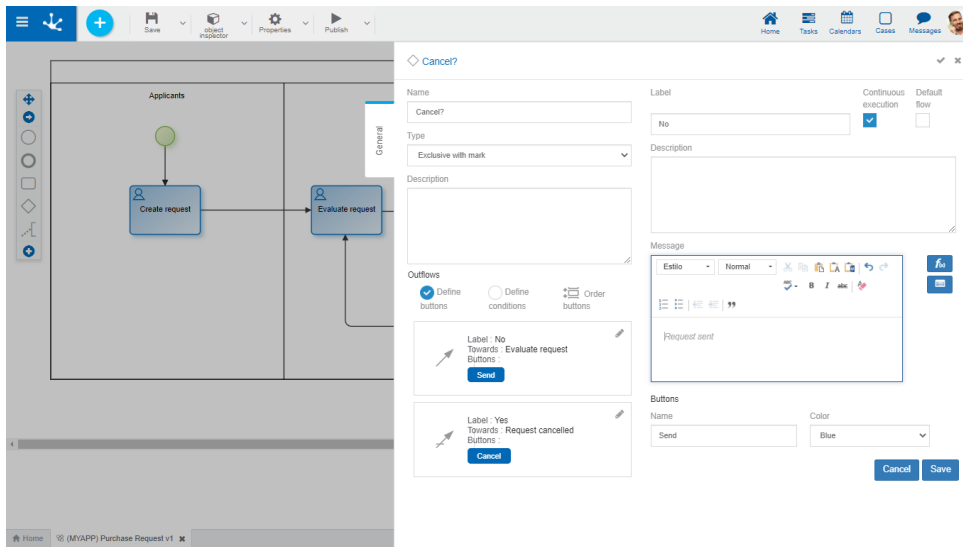 Save
object
inspector
Properties
Publish
Home
Tasks
Calendars
Cases
Messages
Applicants
Create request
Evaluate request
General
Cancel?
Name
Cancel?
Type
Exclusive with mark
Description
Outflows
Define
buttons
Define
conditions
Order
buttons
Label : No
Towards : Evaluate request
Buttons :
Send
Label : Yes
Towards : Request cancelled
Buttons :
Cancel
Label
Continuous
execution
Default
flow
No
Description
Message
Estilo
Normal
ABC
B I abc
Request sent
Buttons
Name
Color
Send
Blue
Cancel
Save
Home
(MYAPP) Purchase Request v1